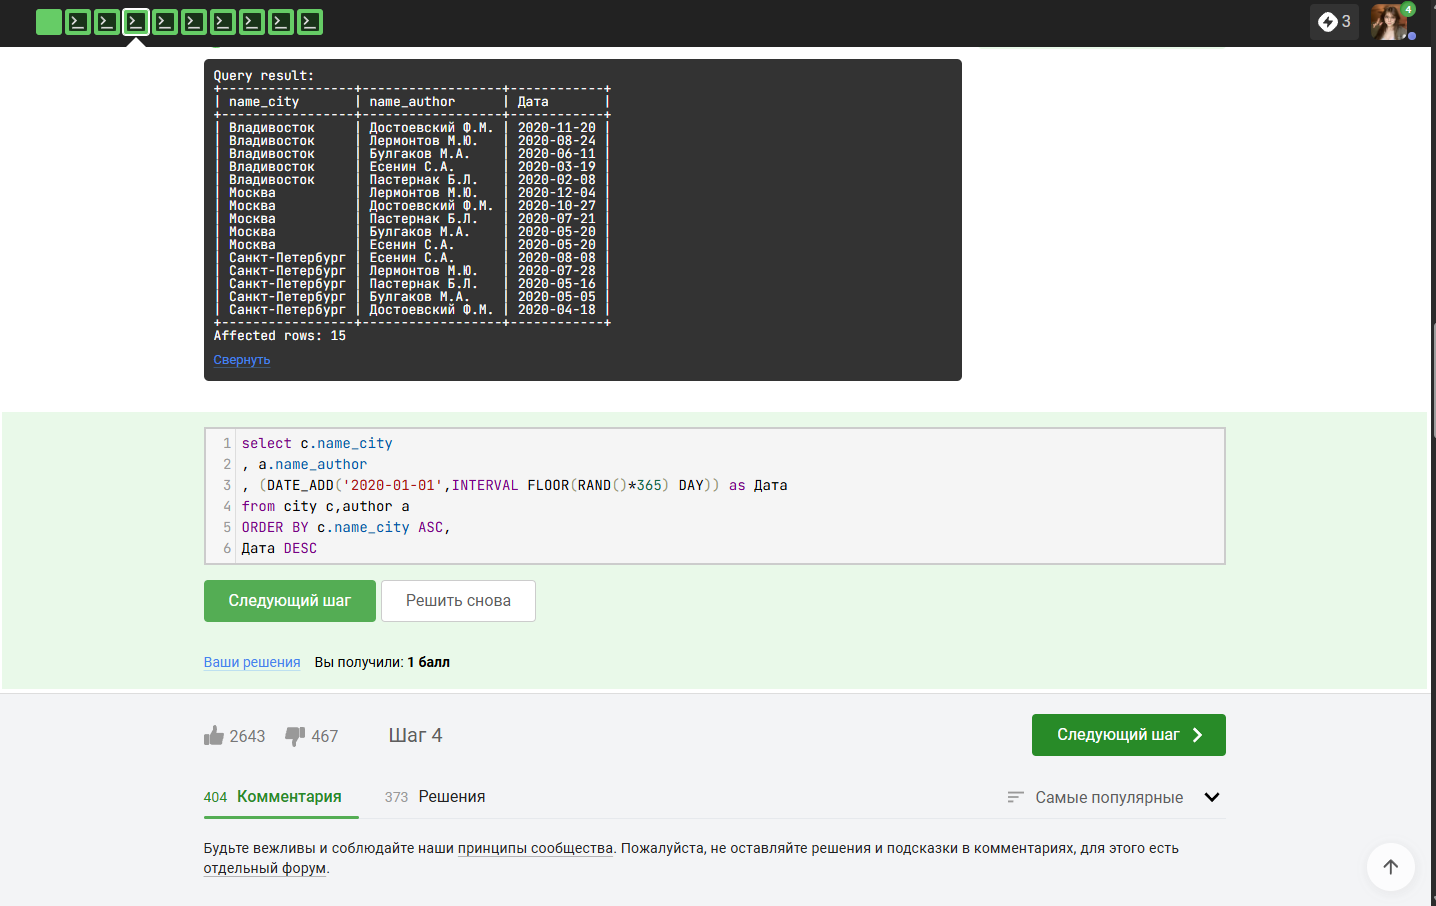 3
4
Query result:
+-----------------+------------------+------------+
| name_city       | name_author      | Дата       |
+-----------------+------------------+------------+
| Владивосток     | Достоевский Ф.М. | 2020-11-20 |
| Владивосток     | Лермонтов М.Ю.   | 2020-08-24 |
| Владивосток     | Булгаков М.А.    | 2020-06-11 |
| Владивосток     | Есенин С.А.      | 2020-03-19 |
| Владивосток     | Пастернак Б.Л.   | 2020-02-08 |
| Москва          | Лермонтов М.Ю.   | 2020-12-04 |
| Москва          | Достоевский Ф.М. | 2020-10-27 |
| Москва          | Пастернак Б.Л.   | 2020-07-21 |
| Москва          | Булгаков М.А.    | 2020-05-20 |
| Москва          | Есенин С.А.      | 2020-05-20 |
| Санкт-Петербург | Есенин С.А.      | 2020-08-08 |
| Санкт-Петербург | Лермонтов М.Ю.   | 2020-07-28 |
| Санкт-Петербург | Пастернак Б.Л.   | 2020-05-16 |
| Санкт-Петербург | Булгаков М.А.    | 2020-05-05 |
| Санкт-Петербург | Достоевский Ф.М. | 2020-04-18 |
+-----------------+------------------+------------+
Affected rows: 15
Свернуть
1 select c.name_city
2 , a.name_author
3 , (DATE_ADD('2020-01-01',INTERVAL FLOOR(RAND()*365) DAY)) as Дата
4 from city c,author a
5 ORDER BY c.name_city ASC,
6 Дата DESC
Следующий шаг Решить снова
Ваши решения Вы получили: 1 балл
2643 467 Шаг 4 Следующий шаг
404 Комментария 373 Решения Самые популярные
Будьте вежливы и соблюдайте наши принципы сообщества. Пожалуйста, не оставляйте решения и подсказки в комментариях, для этого есть
отдельный форум.